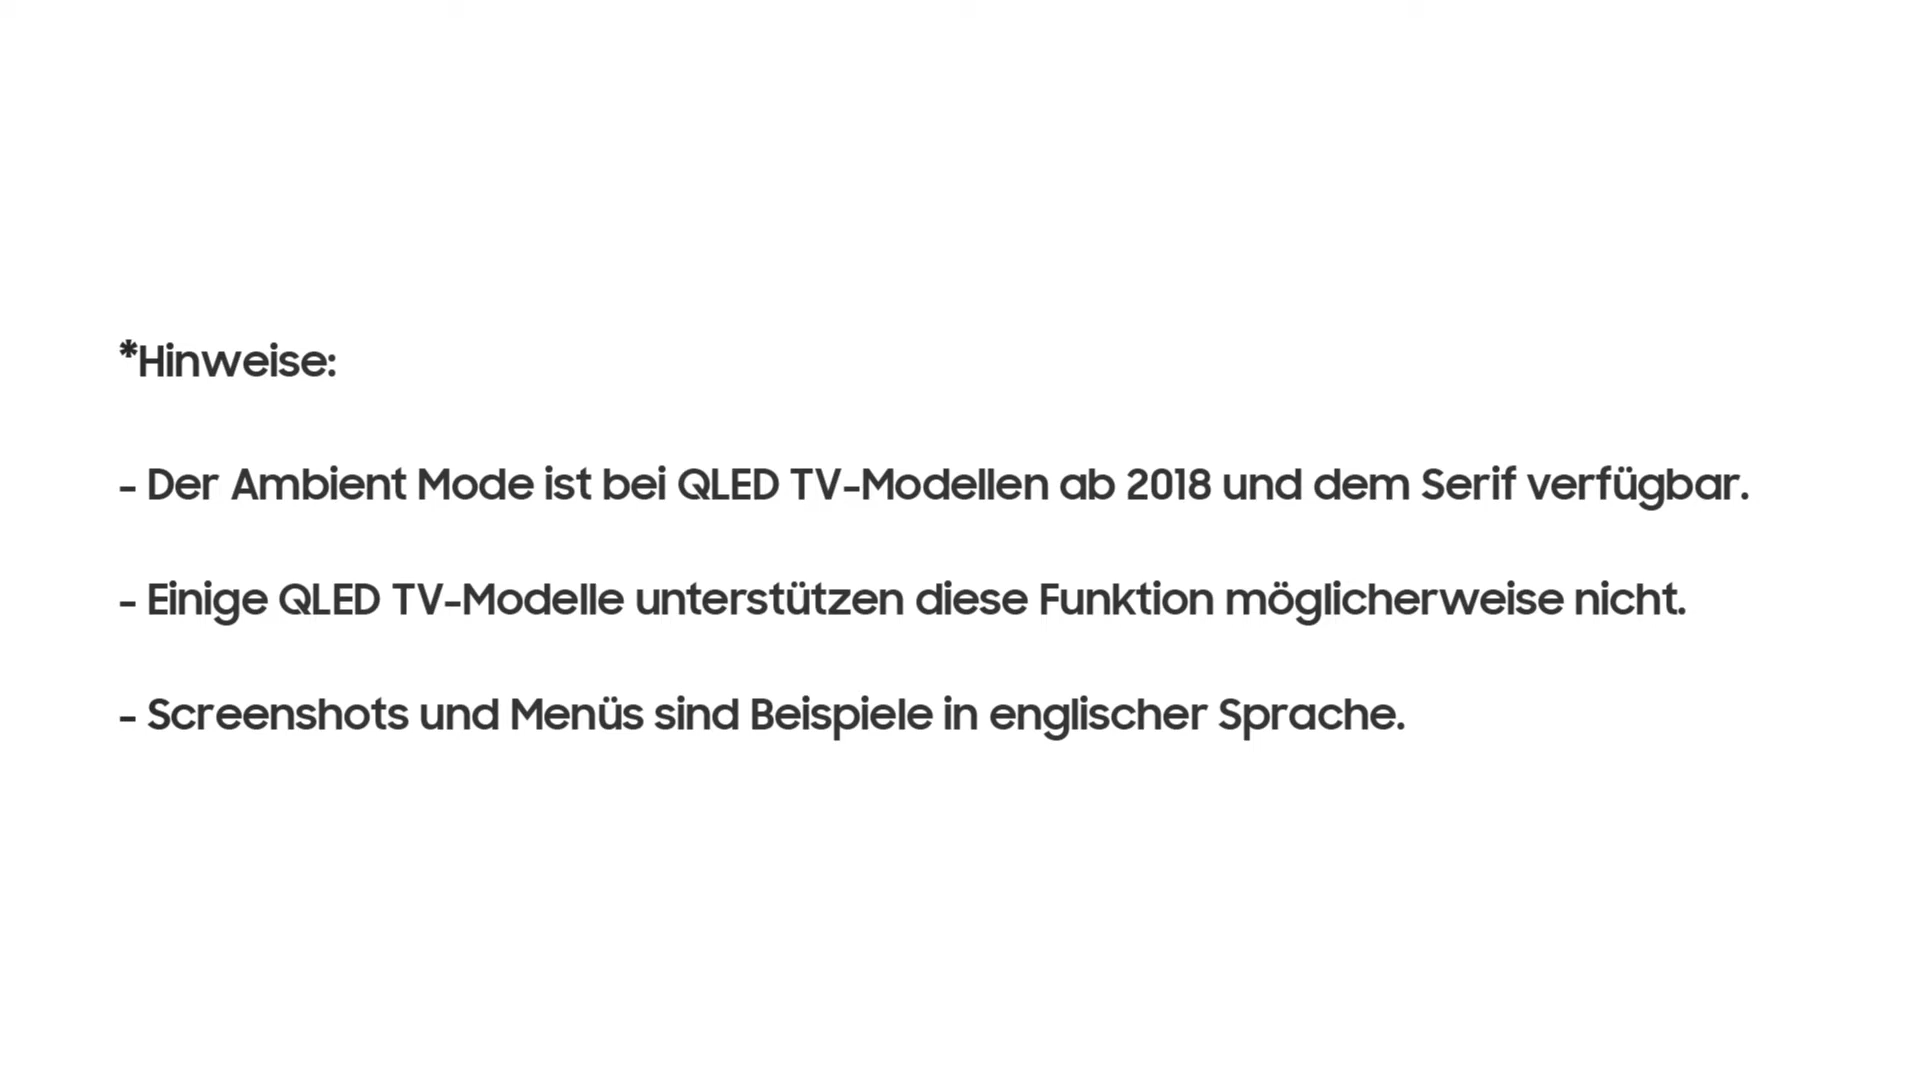 *Hinweise:
- Der Ambient Mode ist bei QLED TV-Modellen ab 2018 und dem Serif verfügbar.
- Einige QLED TV-Modelle unterstützen diese Funktion möglicherweise nicht.
- Screenshots und Menüs sind Beispiele in englischer Sprache.